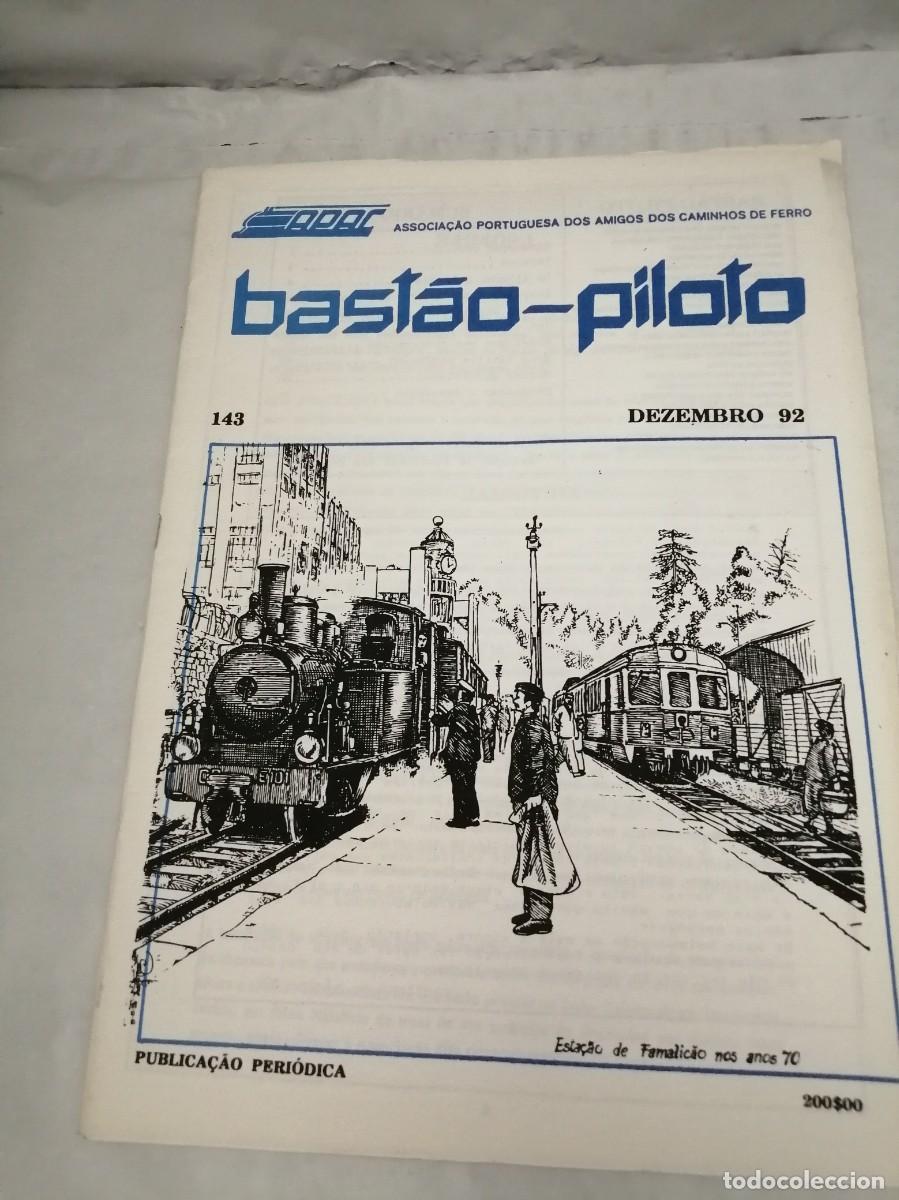 APAC ASSOCIAÇÃO PORTUGUESA DOS AMIGOS DOS CAMINHOS DE FERRO
bastão-piloto
143 DEZEMBRO 92
Estação de Famalicão nos anos 70
PUBLICAÇÃO PERIÓDICA
200$00
todocoleccion